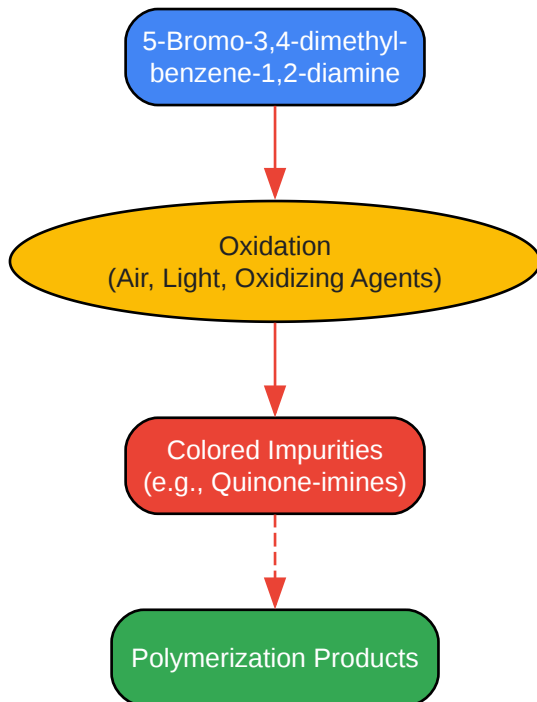 5-Bromo-3,4-dimethyl-
benzene-1,2-diamine
Oxidation
(Air, Light, Oxidizing Agents)
Colored Impurities
(e.g., Quinone-imines)
Polymerization Products